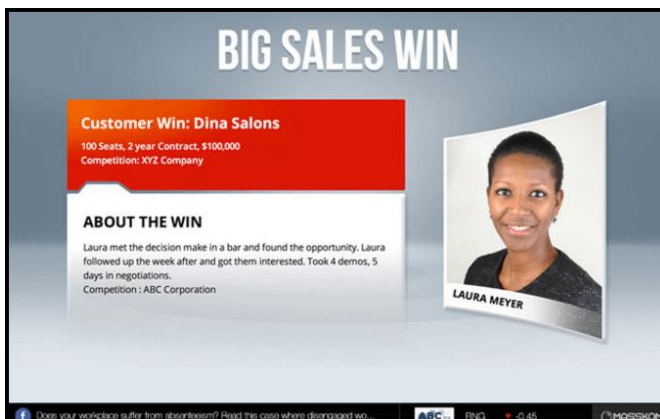 BIG SALES WIN
Customer Win: Dina Salons
100 Seats, 2 year Contract, $100,000
Competition: XYZ Company
ABOUT THE WIN
Laura met the decision make in a bar and found the opportunity. Laura
followed up the week after and got them interested. Took 4 demos, 5
days in negotiations.
Competition : ABC Corporation
LAURA MEYER
f Does your workplace suffer from absenteeism? Read this case where disengaged wo...
ABC
RNG ▼ -0.45
MASSKOM